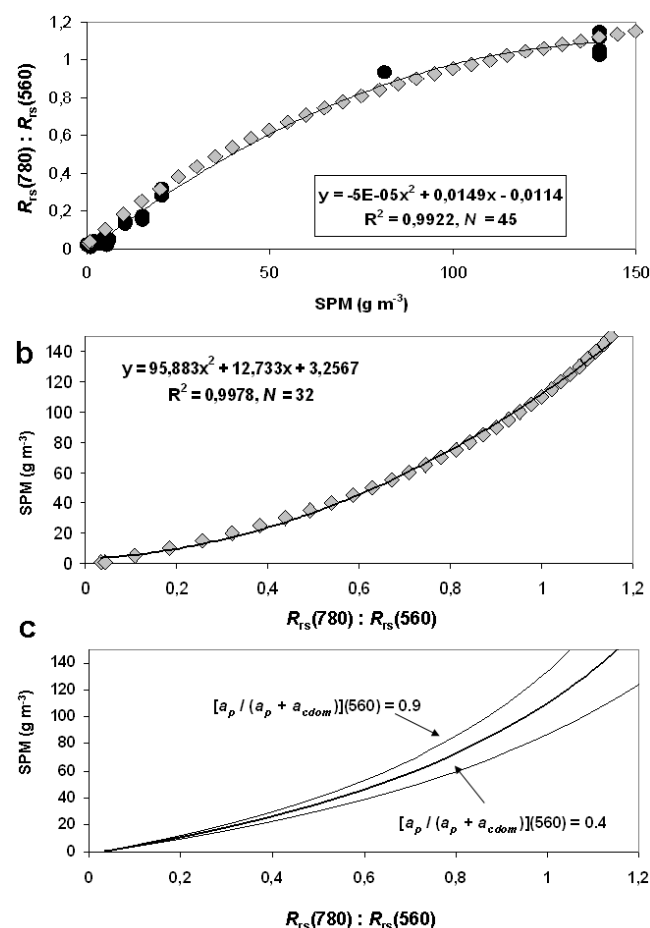 1,2
1
0,8
0,6
0,4
0,2
0
Rrs(780) : Rrs(560)
y = -5E-05x² + 0,0149x - 0,0114
R² = 0,9922, N = 45
0 50 100 150
SPM (g m⁻³)
b
140
120
100
80
60
40
20
0
SPM (g m⁻³)
y = 95,883x² + 12,733x + 3,2567
R² = 0,9978, N = 32
0 0,2 0,4 0,6 0,8 1 1,2
Rrs(780) : Rrs(560)
c
140
120
100
80
60
40
20
0
SPM (g m⁻³)
[ap / (ap + acdom)](560) = 0.9
[ap / (ap + acdom)](560) = 0.4
0 0,2 0,4 0,6 0,8 1 1,2
Rrs(780) : Rrs(560)